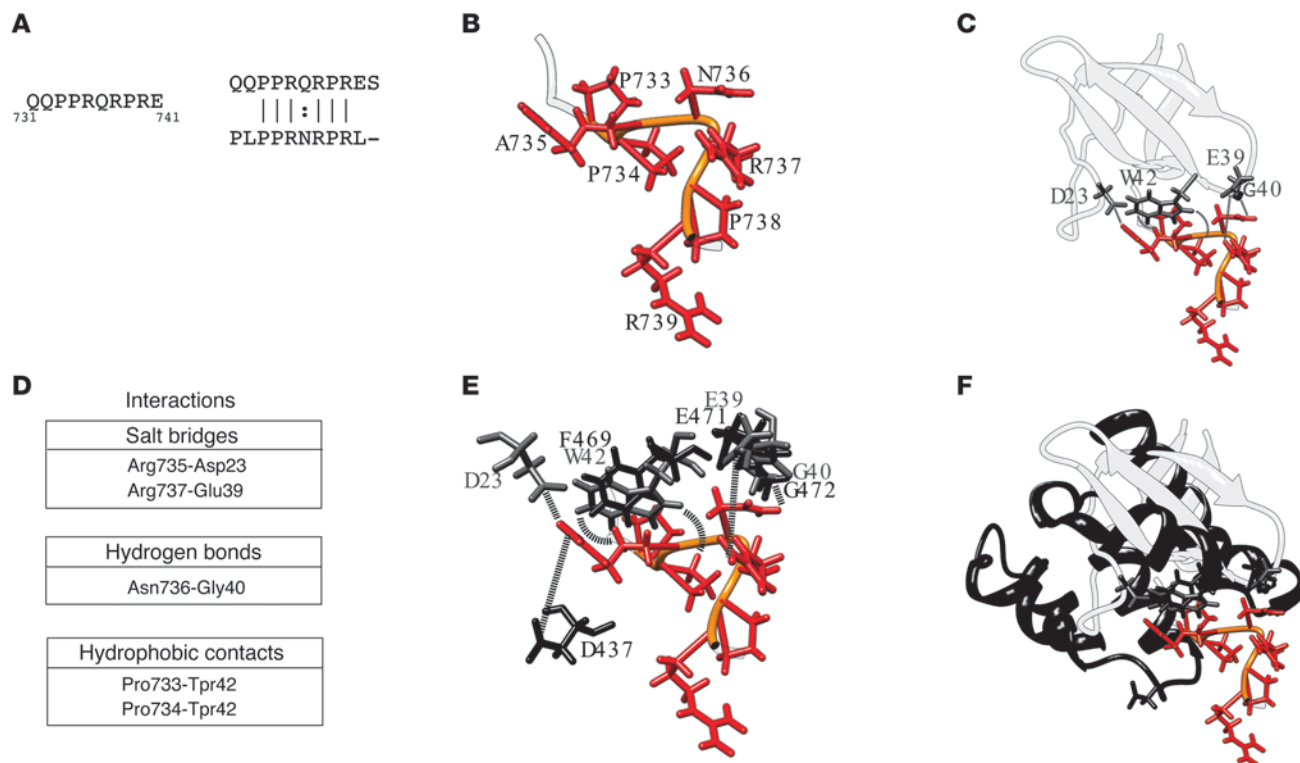 A
QQPPRQRPRE
731 741
QQPPRQRPRES
|||:|||
PLPPRNRPRL–
B
P733
N736
A735
P734
R737
P738
R739
C
E39
W42
D23
G40
D
Interactions
Salt bridges
Arg735-Asp23
Arg737-Glu39
Hydrogen bonds
Asn736-Gly40
Hydrophobic contacts
Pro733-Tpr42
Pro734-Tpr42
E
E39
E471
F469
W42
D23
G40
G472
D437
F